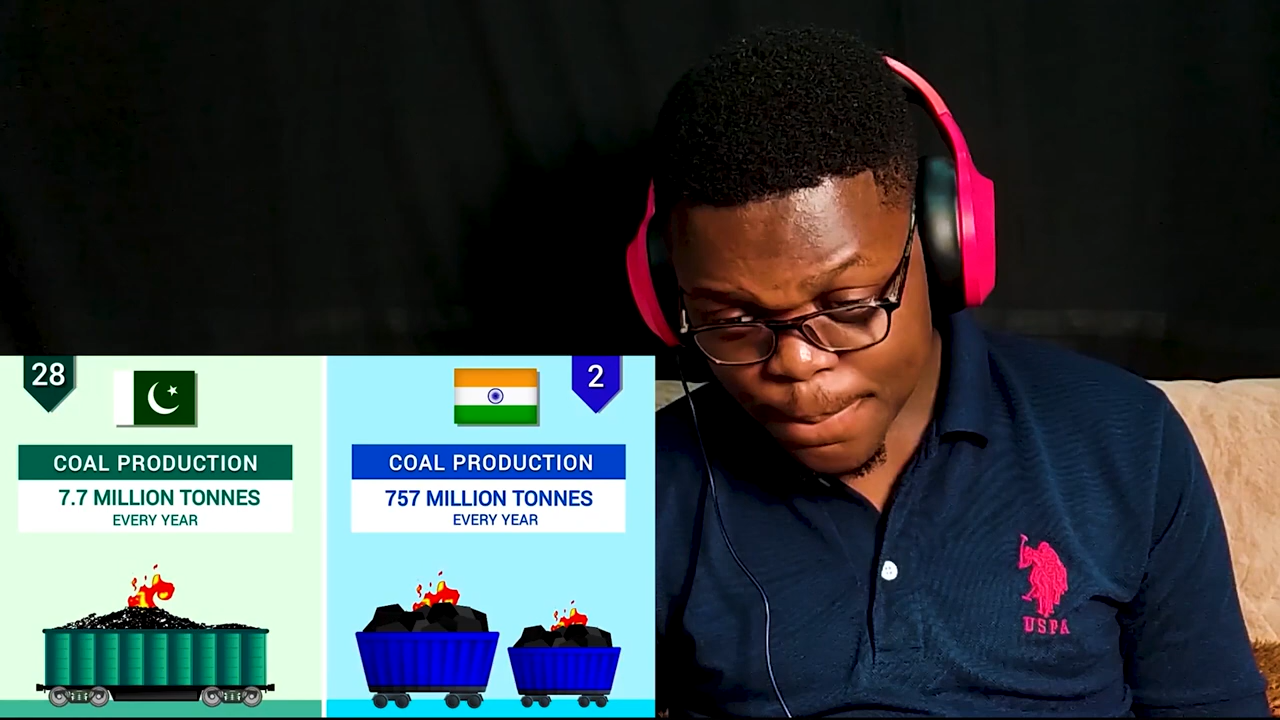 28
2
COAL PRODUCTION
7.7 MILLION TONNES
EVERY YEAR
COAL PRODUCTION
757 MILLION TONNES
EVERY YEAR
USPA